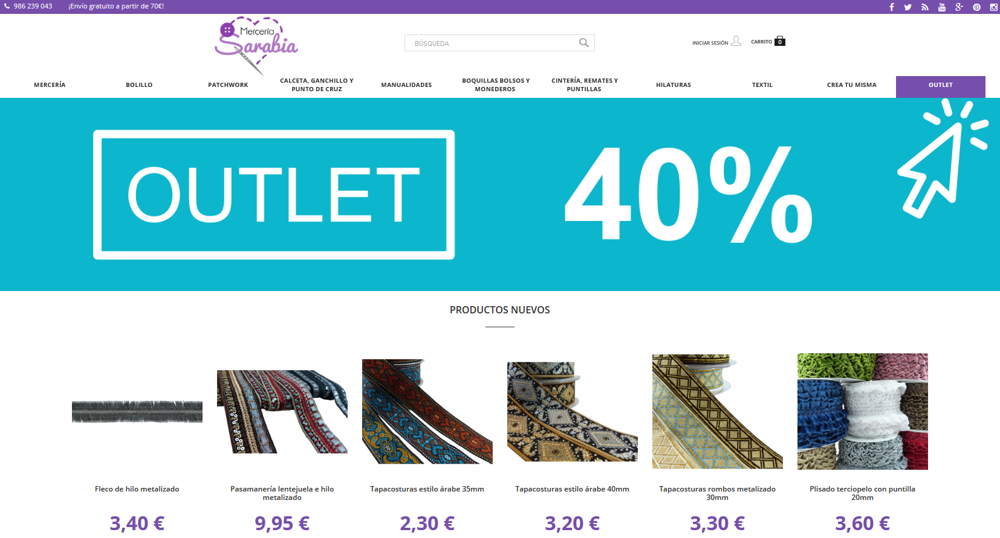 986 239 043 ¡Envío gratuito a partir de 70€!
Mercería
Sarabia
BÚSQUEDA
INICIAR SESIÓN
CARRITO 0
MERCERÍA
BOLILLO
PATCHWORK
CALCETA, GANCHILLO Y
PUNTO DE CRUZ
MANUALIDADES
BOQUILLAS BOLSOS Y
MONEDEROS
CINTERÍA, REMATES Y
PUNTILLAS
HILATURAS
TEXTIL
CREA TU MISMA
OUTLET
OUTLET
40%
PRODUCTOS NUEVOS
Fleco de hilo metalizado
3,40 €
Pasamanería lentejuela e hilo
metalizado
9,95 €
Tapacosturas estilo árabe 35mm
2,30 €
Tapacosturas estilo árabe 40mm
3,20 €
Tapacosturas rombos metalizado
30mm
3,30 €
Plisado terciopelo con puntilla
20mm
3,60 €